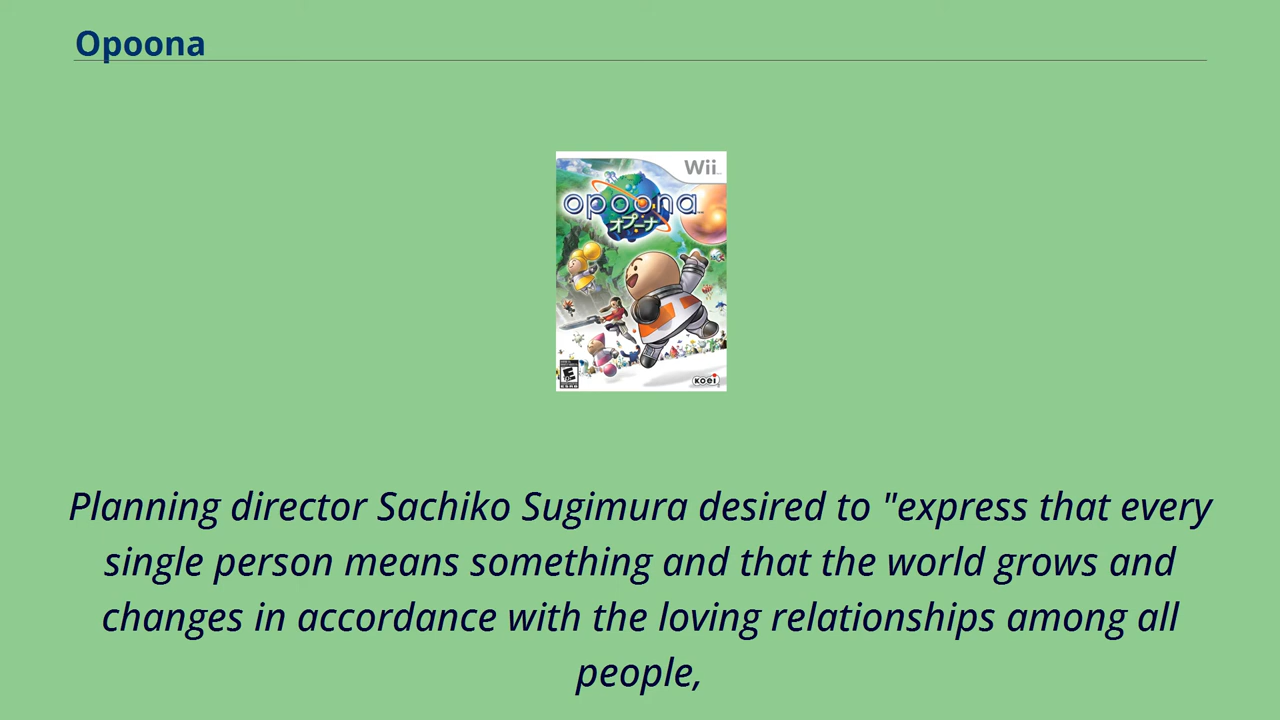 Opoona
Wii
opoona
オプーナ
E
KOEI
Planning director Sachiko Sugimura desired to "express that every
single person means something and that the world grows and
changes in accordance with the loving relationships among all
people,